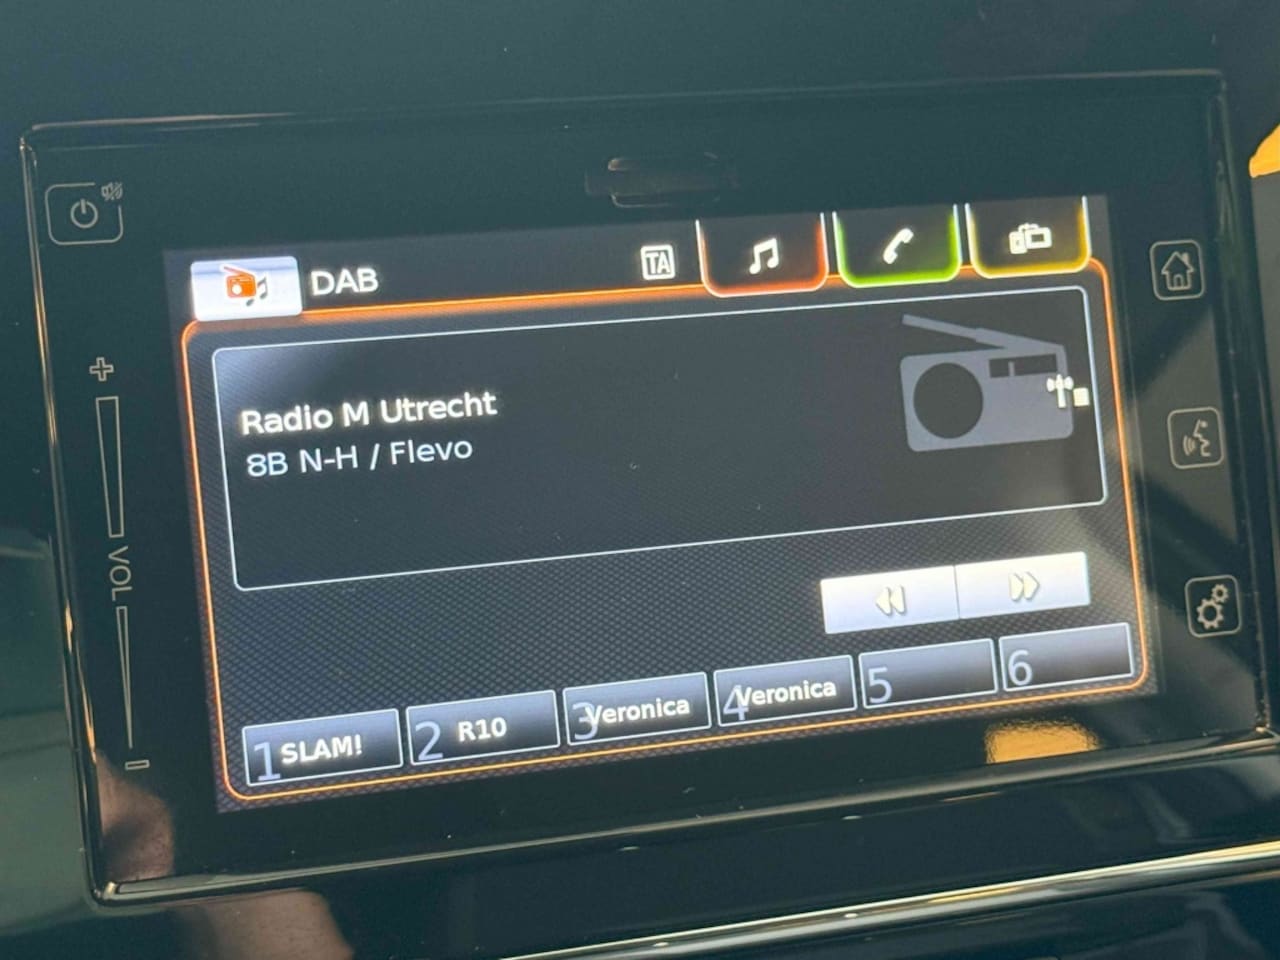 DAB
TA
Radio M Utrecht
8B N-H / Flevo
VOL
1 SLAM!
2 R10
3 Veronica
4 Veronica
5
6